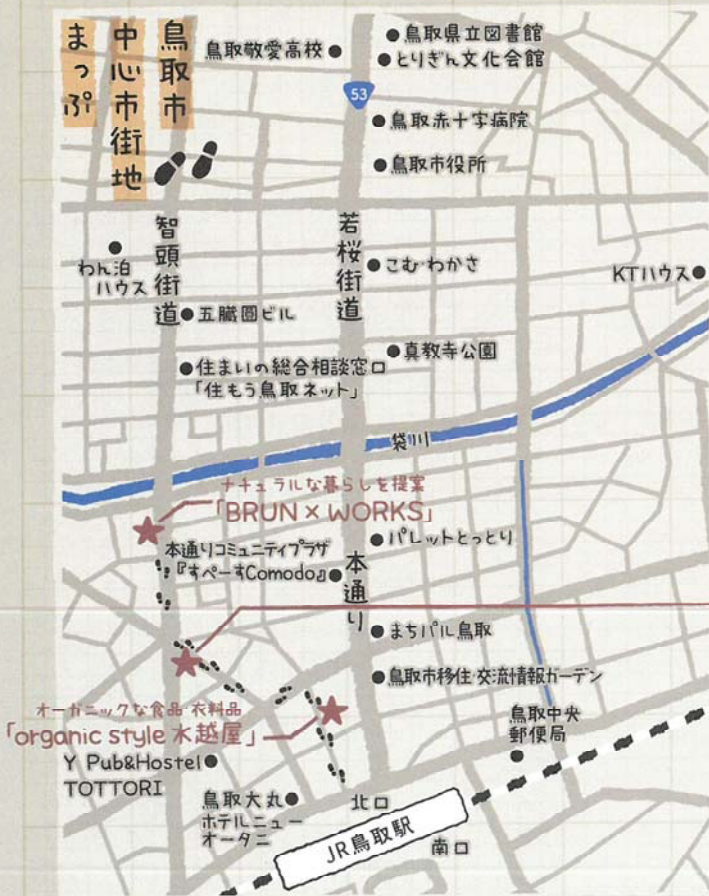 鳥取市
中心市街地
まっぷ
鳥取敬愛高校
鳥取県立図書館
とりぎん文化会館
53
鳥取赤十字病院
鳥取市役所
智頭街道
若桜街道
わん泊
ハウス
こむ・わかさ
KTハウス
五臓圓ビル
真教寺公園
住まいの総合相談窓口
「住もう鳥取ネット」
袋川
ナチュラルな暮らしを提案
「BRUN×WORKS」
パレットとっとり
本通りコミュニティプラザ
『すぺーすComodo』
本通り
まちパル鳥取
鳥取市移住・交流情報ガーデン
オーガニックな食品・衣料品
「organic style 水越屋」
鳥取中央
郵便局
Y Pub&Hostel
TOTTORI
鳥取大丸
ホテルニュー
オータニ
北口
JR鳥取駅
南口